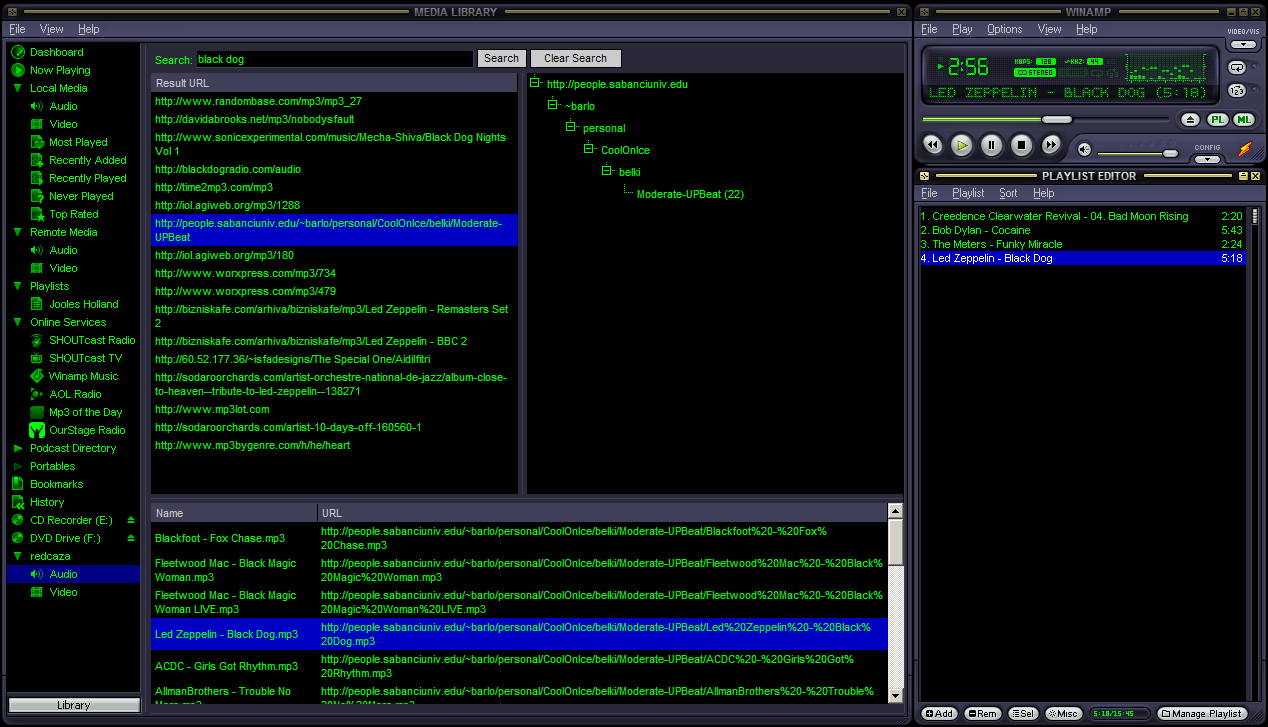 MEDIA LIBRARY
File View Help
Dashboard
Now Playing
Local Media
Audio
Video
Most Played
Recently Added
Recently Played
Never Played
Top Rated
Remote Media
Audio
Video
Playlists
Jooles Holland
Online Services
SHOUTcast Radio
SHOUTcast TV
Winamp Music
AOL Radio
Mp3 of the Day
OurStage Radio
Podcast Directory
Portables
Bookmarks
History
CD Recorder (E:)
DVD Drive (F:)
redcaza
Audio
Video
Library
Search: black dog Search Clear Search
Result URL
http://www.randombase.com/mp3/mp3_27
http://davidabrooks.net/mp3/nobodysfault
http://www.sonicexperimental.com/music/Mecha-Shiva/Black Dog Nights
Vol 1
http://blackdogradio.com/audio
http://time2mp3.com/mp3
http://iol.agiweb.org/mp3/1288
http://people.sabanciuniv.edu/~barlo/personal/CoolOnIce/belki/Moderate-
UPBeat
http://iol.agiweb.org/mp3/180
http://www.worxpress.com/mp3/734
http://www.worxpress.com/mp3/479
http://bizniskafe.com/arhiva/bizniskafe/mp3/Led Zeppelin - Remasters Set
2
http://bizniskafe.com/arhiva/bizniskafe/mp3/Led Zeppelin - BBC 2
http://60.52.177.36/~isfadesigns/The Special One/Aidilfitri
http://sodaroorchards.com/artist-orchestre-national-de-jazz/album-close-
to-heaven--tribute-to-led-zeppelin--138271
http://www.mp3lot.com
http://sodaroorchards.com/artist-10-days-off-160560-1
http://www.mp3bygenre.com/h/he/heart
http://people.sabanciuniv.edu
~barlo
personal
CoolOnIce
belki
Moderate-UPBeat (22)
Name URL
Blackfoot - Fox Chase.mp3
http://people.sabanciuniv.edu/~barlo/personal/CoolOnIce/belki/Moderate-UPBeat/Blackfoot%20-%20Fox%
20Chase.mp3
Fleetwood Mac - Black Magic
Woman.mp3
http://people.sabanciuniv.edu/~barlo/personal/CoolOnIce/belki/Moderate-UPBeat/Fleetwood%20Mac%20-%20Black%
20Magic%20Woman.mp3
Fleetwood Mac - Black Magic
Woman LIVE.mp3
http://people.sabanciuniv.edu/~barlo/personal/CoolOnIce/belki/Moderate-UPBeat/Fleetwood%20Mac%20-%20Black%
20Magic%20Woman%20LIVE.mp3
Led Zeppelin - Black Dog.mp3
http://people.sabanciuniv.edu/~barlo/personal/CoolOnIce/belki/Moderate-UPBeat/Led%20Zeppelin%20-%20Black%
20Dog.mp3
ACDC - Girls Got Rhythm.mp3
http://people.sabanciuniv.edu/~barlo/personal/CoolOnIce/belki/Moderate-UPBeat/ACDC%20-%20Girls%20Got%
20Rhythm.mp3
AllmanBrothers - Trouble No
More.mp3
http://people.sabanciuniv.edu/~barlo/personal/CoolOnIce/belki/Moderate-UPBeat/AllmanBrothers%20-%20Trouble%
20No%20More.mp3
WINAMP
File Play Options View Help
VIDEO/VIS
2:56
KBPS: 128 KHZ: 44
STEREO
LED ZEPPELIN - BLACK DOG (5:18)
123
PL ML
CONFIG
PLAYLIST EDITOR
File Playlist Sort Help
1. Creedence Clearwater Revival - 04. Bad Moon Rising 2:20
2. Bob Dylan - Cocaine 5:43
3. The Meters - Funky Miracle 2:24
4. Led Zeppelin - Black Dog 5:18
Add Rem Sel Misc 5:18/15:45 Manage Playlist